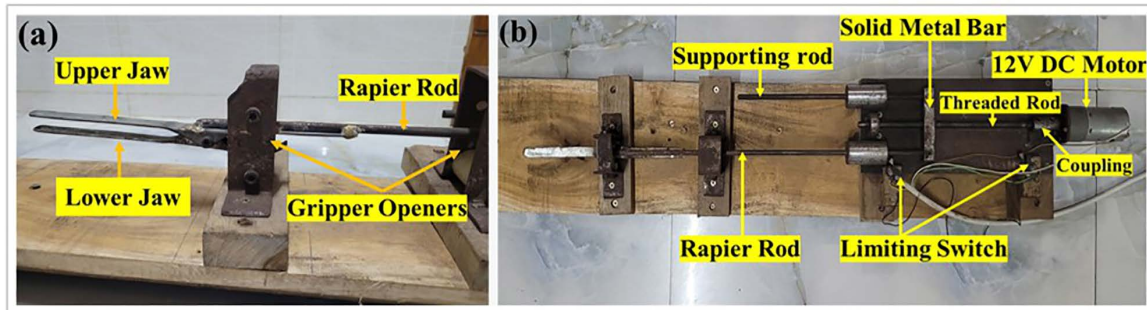 (a)
Upper Jaw
Rapier Rod
Lower Jaw
Gripper Openers
(b)
Solid Metal Bar
Supporting rod
12V DC Motor
Threaded Rod
Coupling
Rapier Rod
Limiting Switch